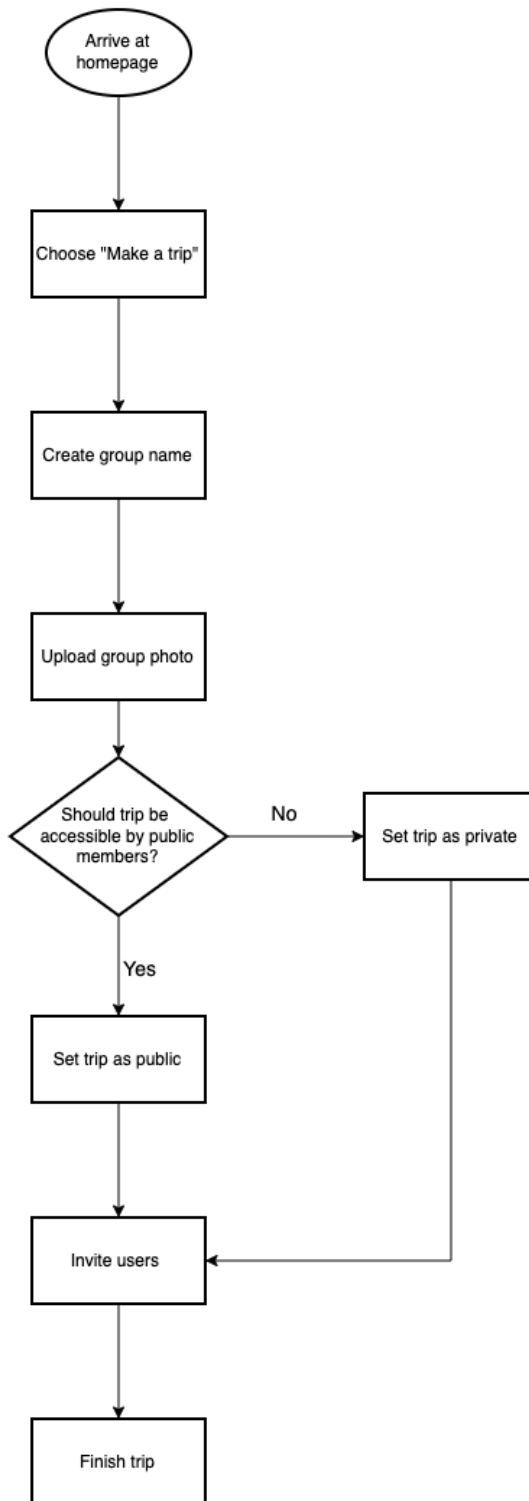 Arrive at
homepage
Choose "Make a trip"
Create group name
Upload group photo
Should trip be
accessible by public
members?
No
Set trip as private
Yes
Set trip as public
Invite users
Finish trip